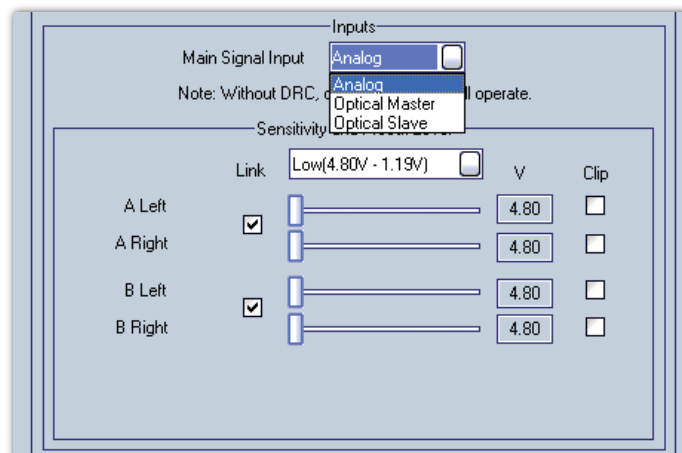 Inputs
Main Signal Input Analog
Analog
Note: Without DRC, ll operate.
Optical Master
Optical Slave
Link Low(4.80V - 1.19V) V Clip
A Left 4.80
A Right 4.80
B Left 4.80
B Right 4.80